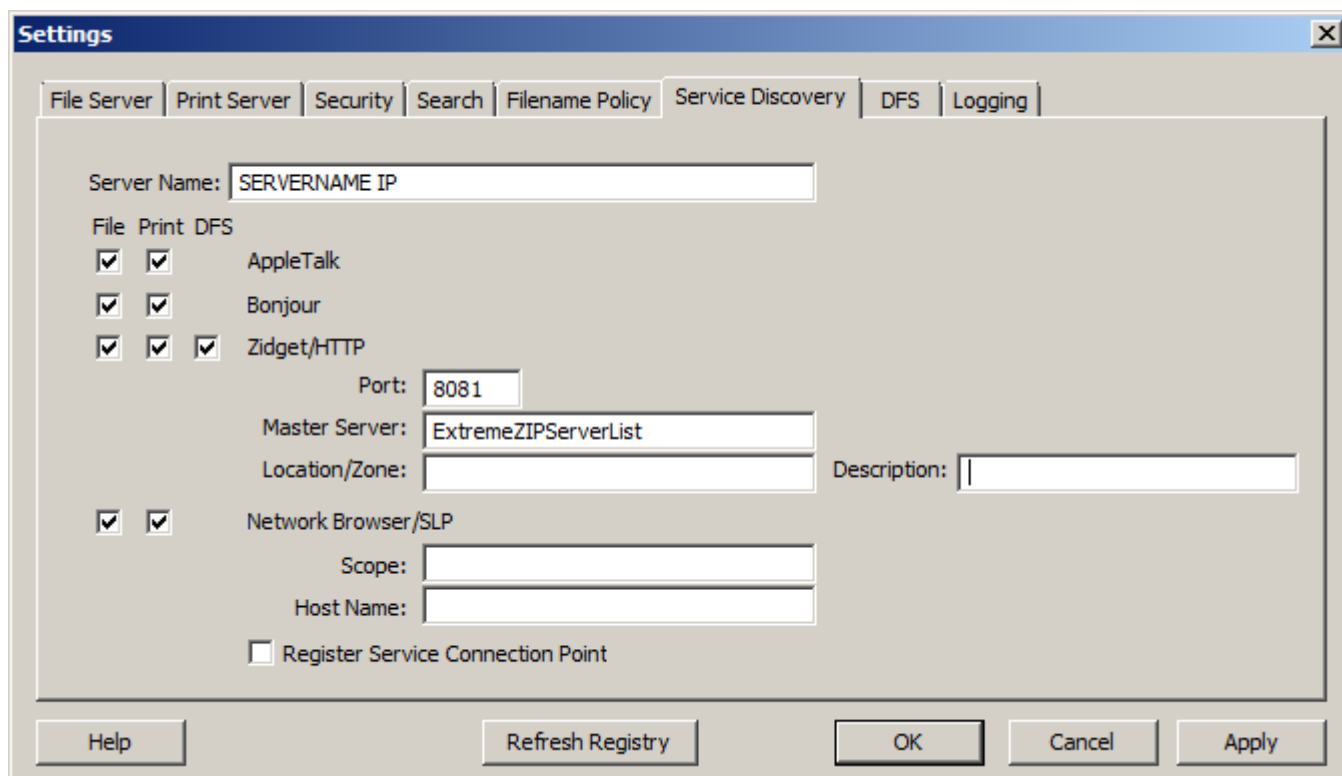 Settings
File Server Print Server Security Search Filename Policy Service Discovery DFS Logging
Server Name: SERVERNAME IP
File Print DFS
AppleTalk
Bonjour
Zidget/HTTP
Port: 8081
Master Server: ExtremeZIPServerList
Location/Zone: Description:
Network Browser/SLP
Scope:
Host Name:
Register Service Connection Point
Help Refresh Registry OK Cancel Apply